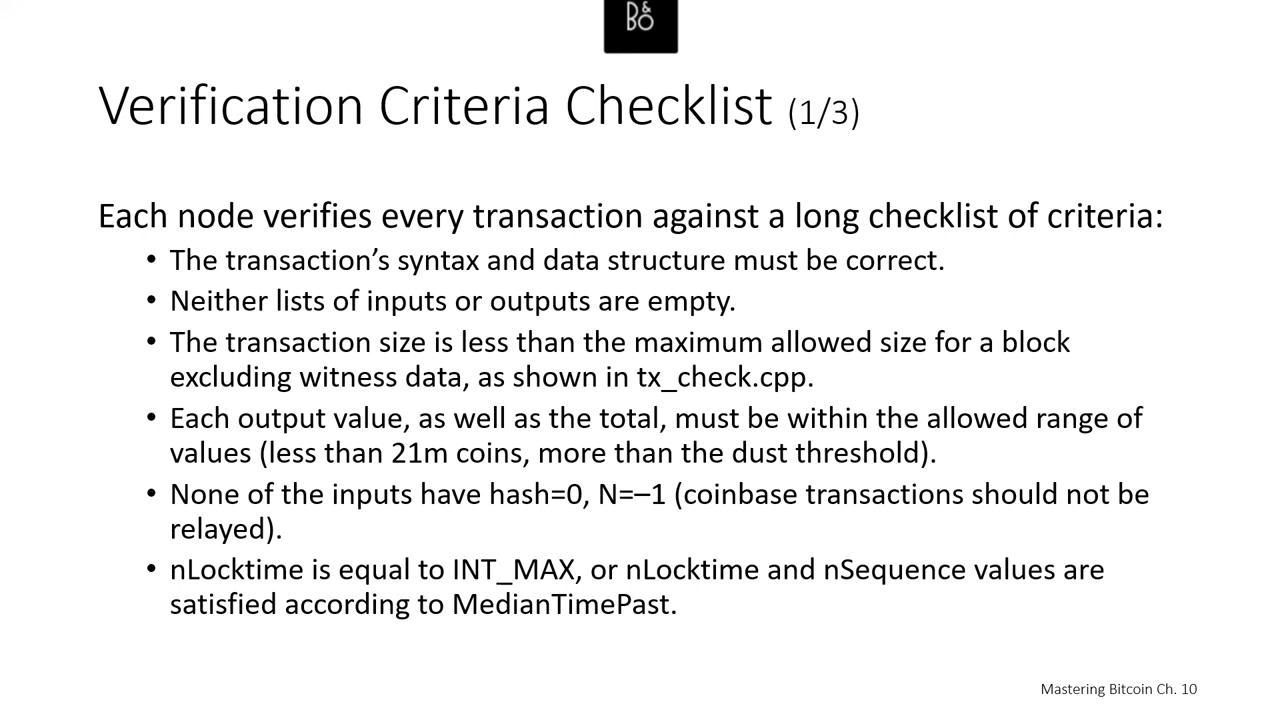 B&O
Verification Criteria Checklist (1/3)
Each node verifies every transaction against a long checklist of criteria:
• The transaction’s syntax and data structure must be correct.
• Neither lists of inputs or outputs are empty.
• The transaction size is less than the maximum allowed size for a block
excluding witness data, as shown in tx_check.cpp.
• Each output value, as well as the total, must be within the allowed range of
values (less than 21m coins, more than the dust threshold).
• None of the inputs have hash=0, N=–1 (coinbase transactions should not be
relayed).
• nLocktime is equal to INT_MAX, or nLocktime and nSequence values are
satisfied according to MedianTimePast.
Mastering Bitcoin Ch. 10